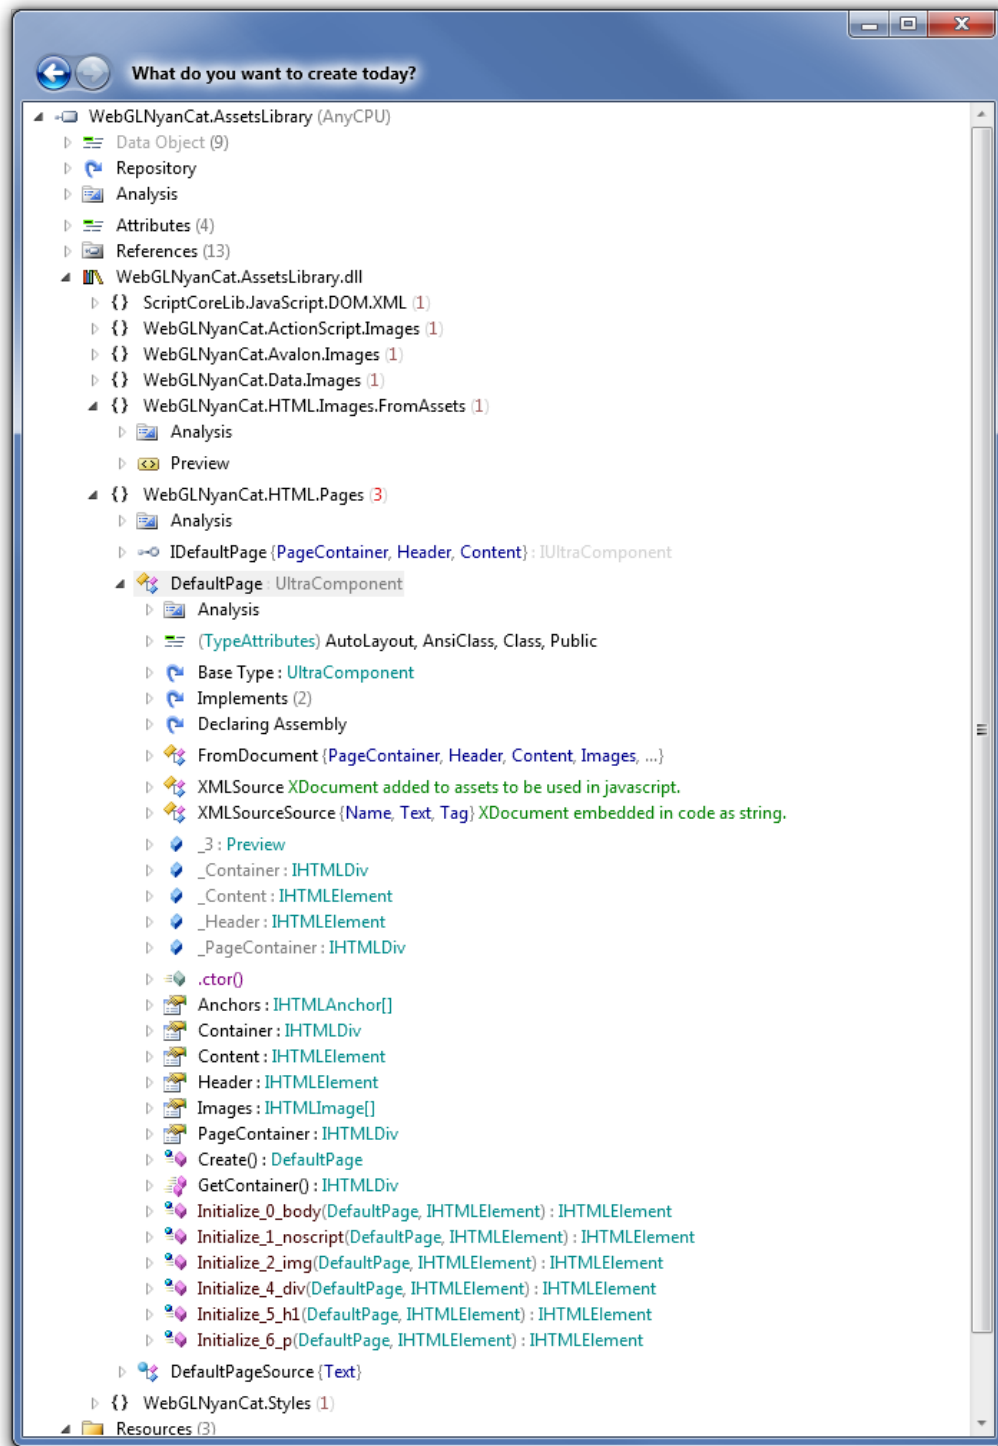 What do you want to create today?
WebGLNyanCat.AssetsLibrary (AnyCPU)
Data Object (9)
Repository
Analysis
Attributes (4)
References (13)
WebGLNyanCat.AssetsLibrary.dll
{} ScriptCoreLib.JavaScript.DOM.XML (1)
{} WebGLNyanCat.ActionScript.Images (1)
{} WebGLNyanCat.Avalon.Images (1)
{} WebGLNyanCat.Data.Images (1)
{} WebGLNyanCat.HTML.Images.FromAssets (1)
Analysis
Preview
{} WebGLNyanCat.HTML.Pages (3)
Analysis
IDefaultPage {PageContainer, Header, Content} : IUltraComponent
DefaultPage : UltraComponent
Analysis
(TypeAttributes) AutoLayout, AnsiClass, Class, Public
Base Type : UltraComponent
Implements (2)
Declaring Assembly
FromDocument {PageContainer, Header, Content, Images, ...}
XMLSource XDocument added to assets to be used in javascript.
XMLSourceSource {Name, Text, Tag} XDocument embedded in code as string.
_3 : Preview
_Container : IHTMLDiv
_Content : IHTMLElement
_Header : IHTMLElement
_PageContainer : IHTMLDiv
.ctor()
Anchors : IHTMLAnchor[]
Container : IHTMLDiv
Content : IHTMLElement
Header : IHTMLElement
Images : IHTMLImage[]
PageContainer : IHTMLDiv
Create() : DefaultPage
GetContainer() : IHTMLDiv
Initialize_0_body(DefaultPage, IHTMLElement) : IHTMLElement
Initialize_1_noscript(DefaultPage, IHTMLElement) : IHTMLElement
Initialize_2_img(DefaultPage, IHTMLElement) : IHTMLElement
Initialize_4_div(DefaultPage, IHTMLElement) : IHTMLElement
Initialize_5_h1(DefaultPage, IHTMLElement) : IHTMLElement
Initialize_6_p(DefaultPage, IHTMLElement) : IHTMLElement
DefaultPageSource {Text}
{} WebGLNyanCat.Styles (1)
Resources (3)